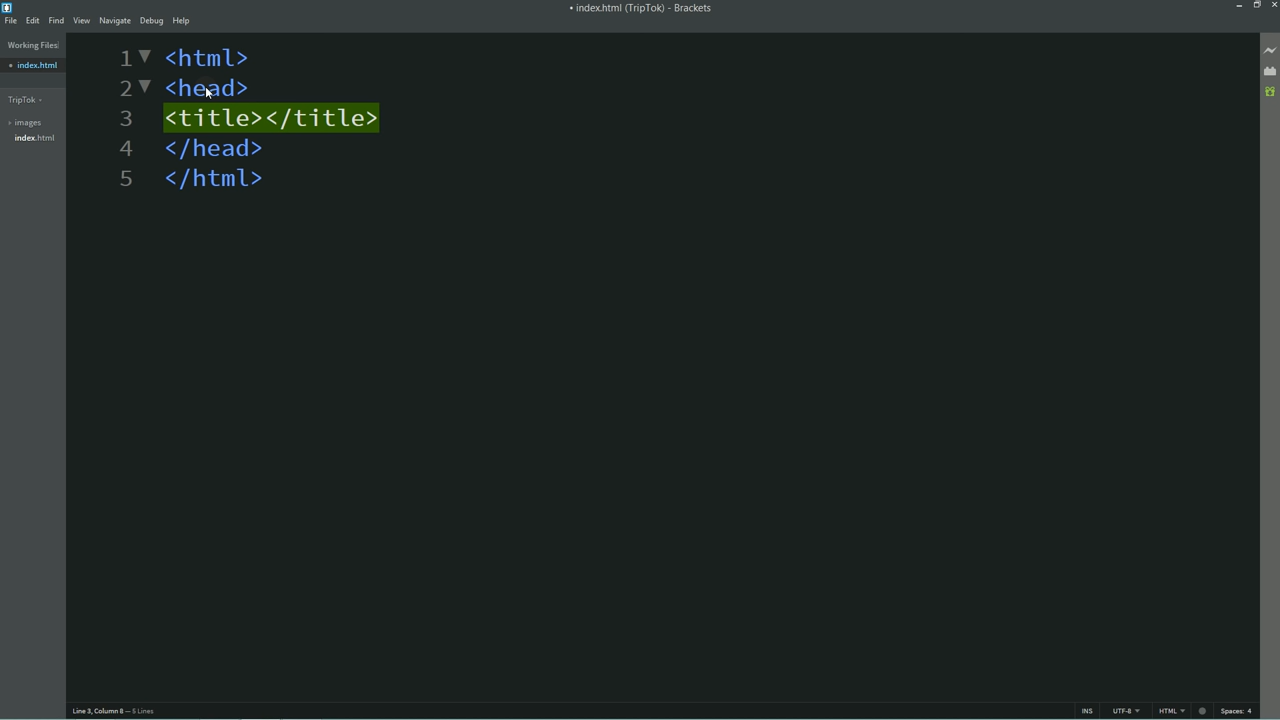 • index.html (TripTok) - Brackets
File Edit Find View Navigate Debug Help
Working Files
• index.html
TripTok
images
index.html
1 <html>
2 <head>
3 <title></title>
4 </head>
5 </html>
Line 3, Column 8 — 5 Lines
INS UTF-8 HTML Spaces: 4